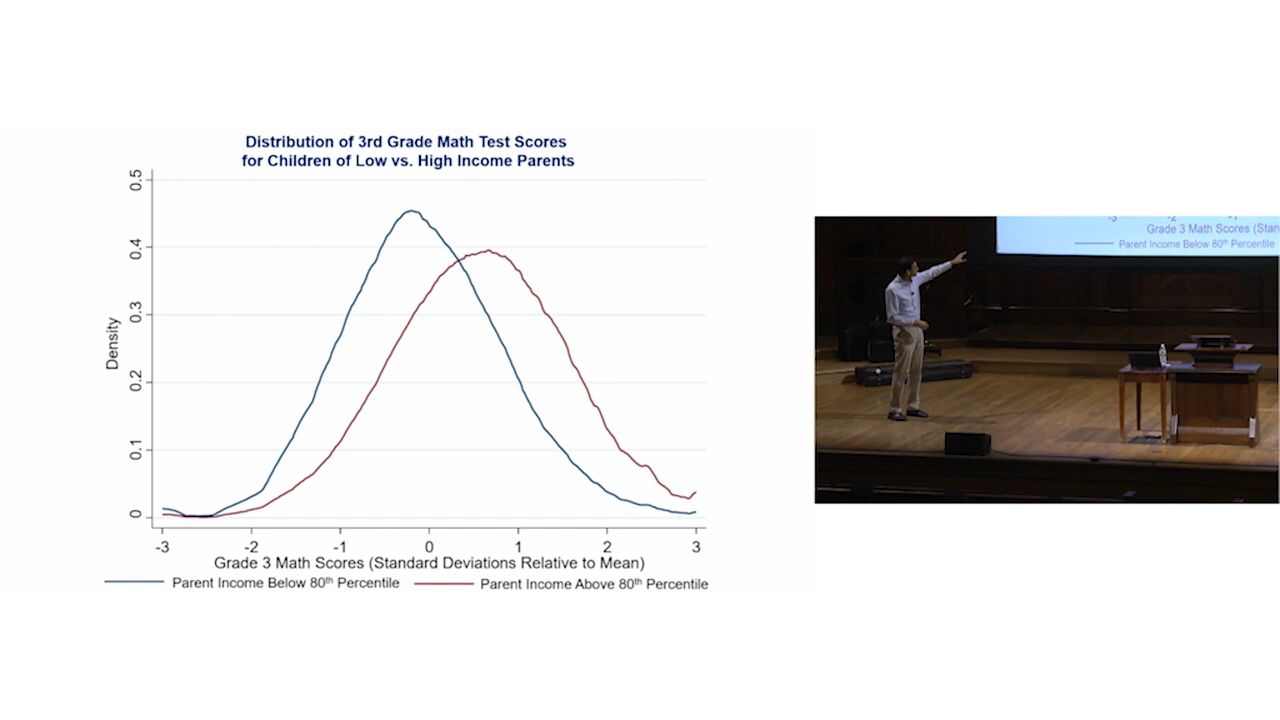 Distribution of 3rd Grade Math Test Scores
for Children of Low vs. High Income Parents
0.5
0.4
0.3
0.2
0.1
0
Density
-3 -2 -1 0 1 2 3
Grade 3 Math Scores (Standard Deviations Relative to Mean)
Parent Income Below 80th Percentile Parent Income Above 80th Percentile
-3 -2 -1
Grade 3 Math Scores (Stan
Parent Income Below 80th Percentile